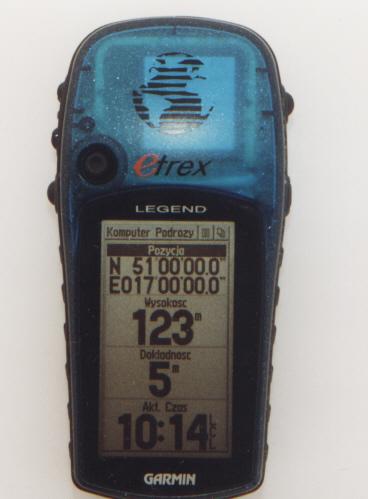 etrex
LEGEND
Komputer Podrozy
Pozycja
N 51°00'00.0"
E017°00'00.0"
Wysokosc
123 m
Dokladnosc
5 m
Akt. Czas
10:14
GARMIN